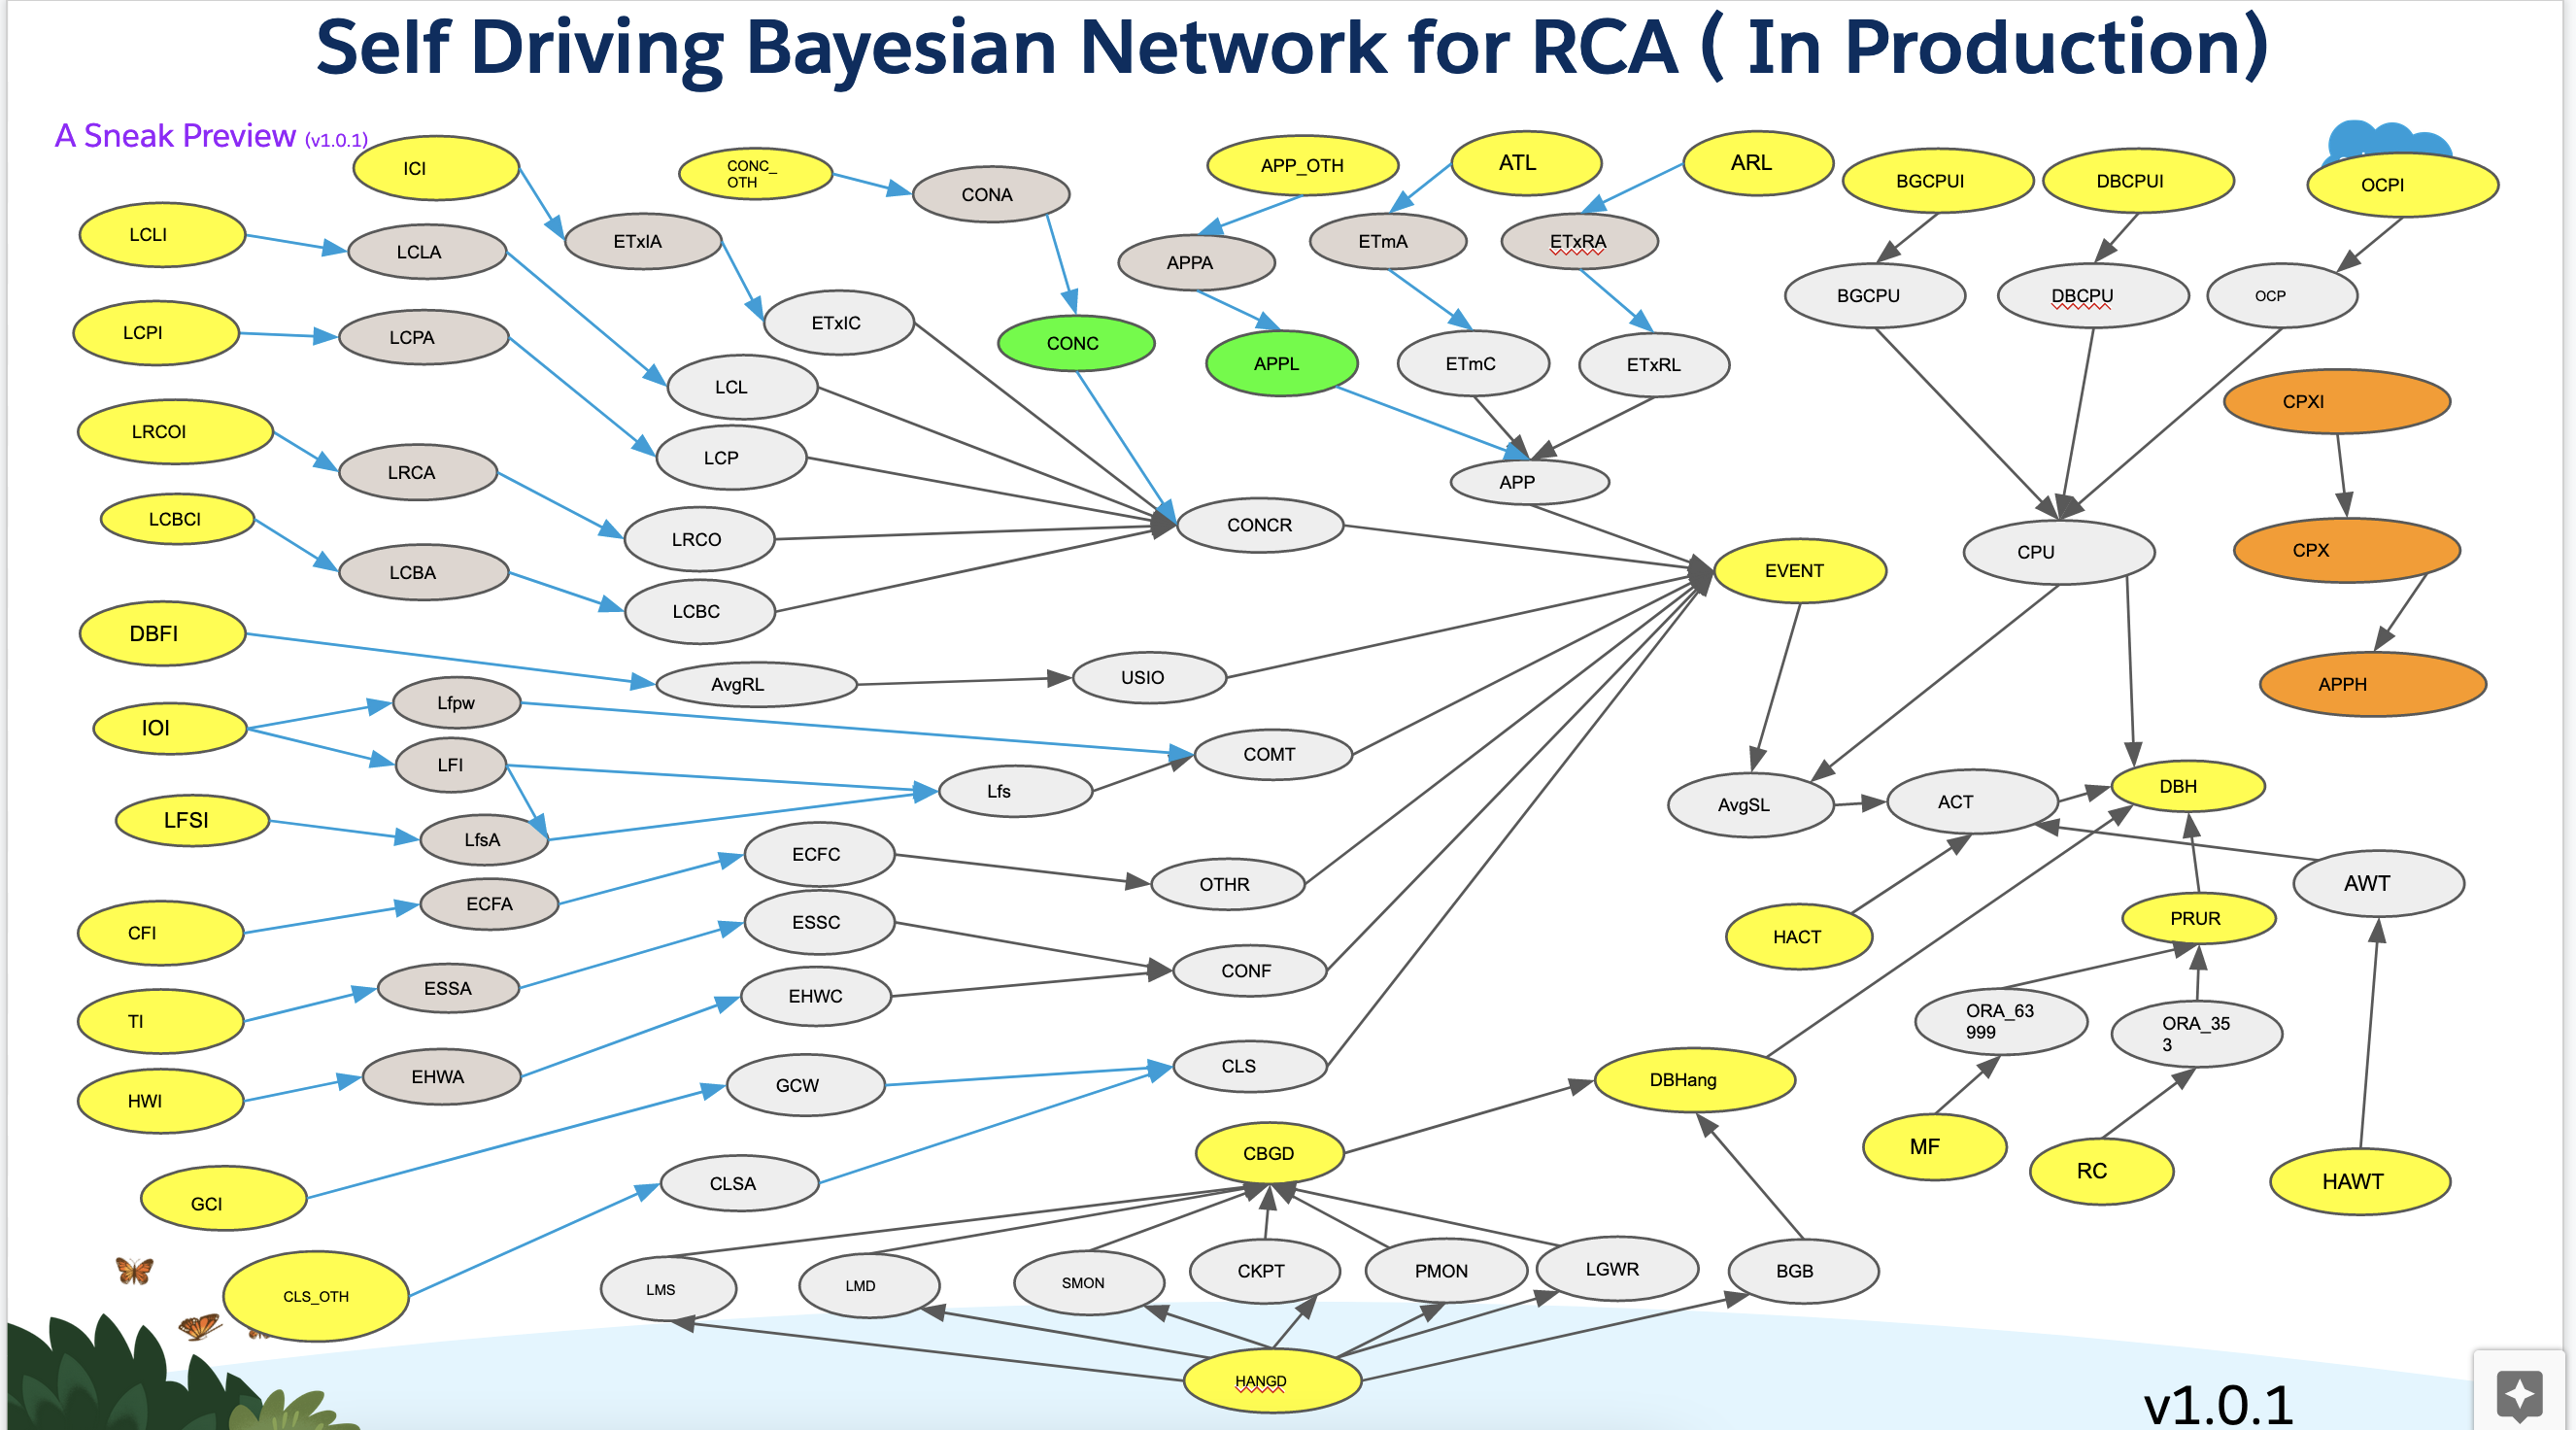 Self Driving Bayesian Network for RCA ( In Production)
A Sneak Preview (v1.0.1)
ICI
CONC_
OTH
CONA
APP_OTH
ATL
ARL
BGCPUI
DBCPUI
OCPI
LCLI
LCLA
ETxIA
APPA
ETmA
ETxRA
BGCPU
DBCPU
OCP
LCPI
LCPA
ETxIC
CONC
APPL
ETmC
ETxRL
LCL
CPXI
LRCOI
LRCA
LCP
APP
LCBCI
LRCO
CONCR
CPU
CPX
LCBA
EVENT
LCBC
DBFI
AvgRL
USIO
APPH
IOI
Lfpw
LFI
COMT
Lfs
AvgSL
ACT
DBH
LFSI
LfsA
ECFC
OTHR
AWT
CFI
ECFA
ESSC
HACT
PRUR
ESSA
EHWC
CONF
TI
ORA_63
999
ORA_35
3
HWI
EHWA
GCW
CLS
DBHang
CBGD
MF
RC
HAWT
GCI
CLSA
CLS_OTH
LMS
LMD
SMON
CKPT
PMON
LGWR
BGB
HANGD
v1.0.1